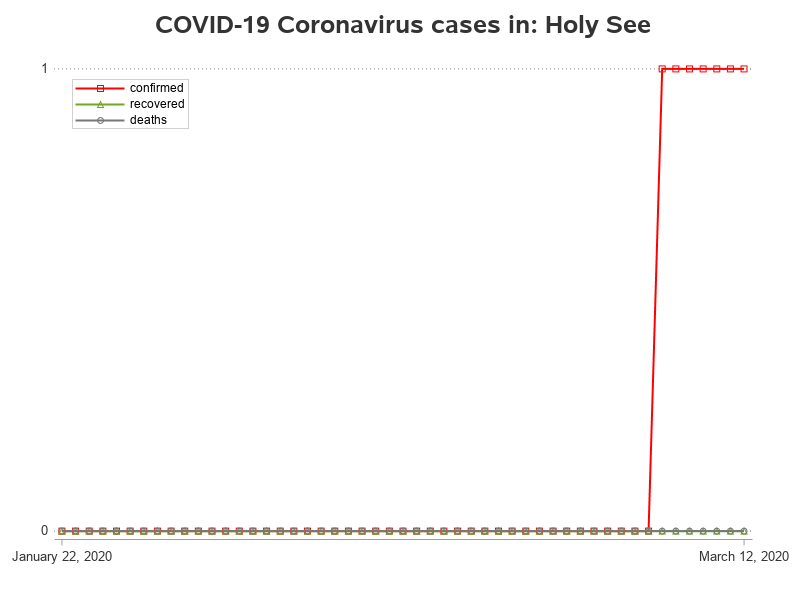 COVID-19 Coronavirus cases in: Holy See
1
confirmed
recovered
deaths
0
January 22, 2020
March 12, 2020